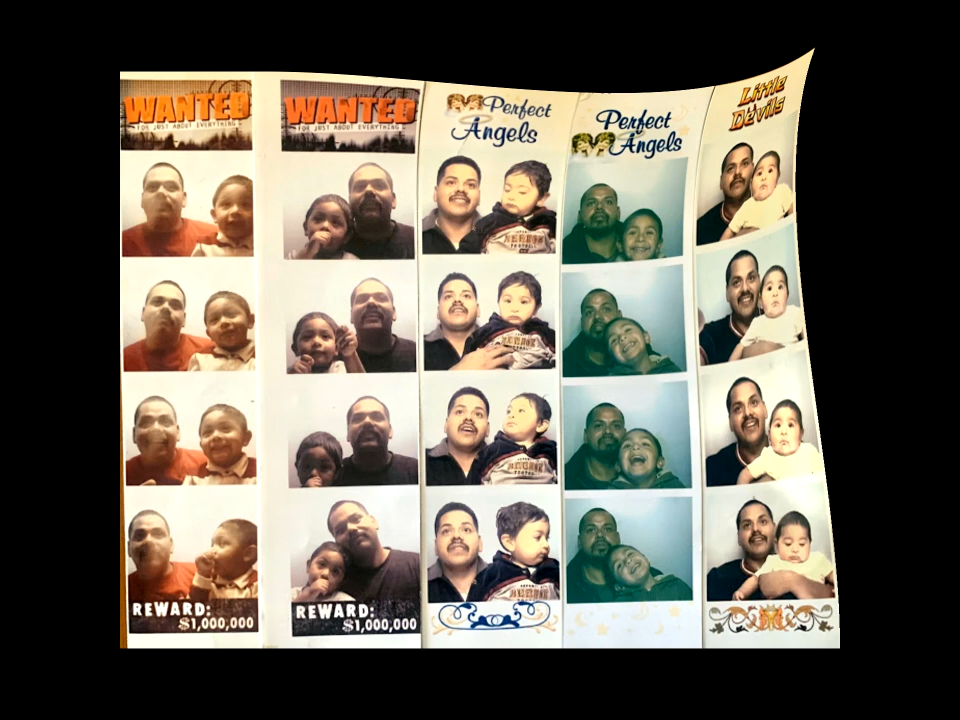 WANTED
FOR JUST ABOUT EVERYTHING
REWARD:
$1,000,000
WANTED
FOR JUST ABOUT EVERYTHING
REWARD:
$1,000,000
Perfect
Angels
Perfect
Angels
Little
Devils